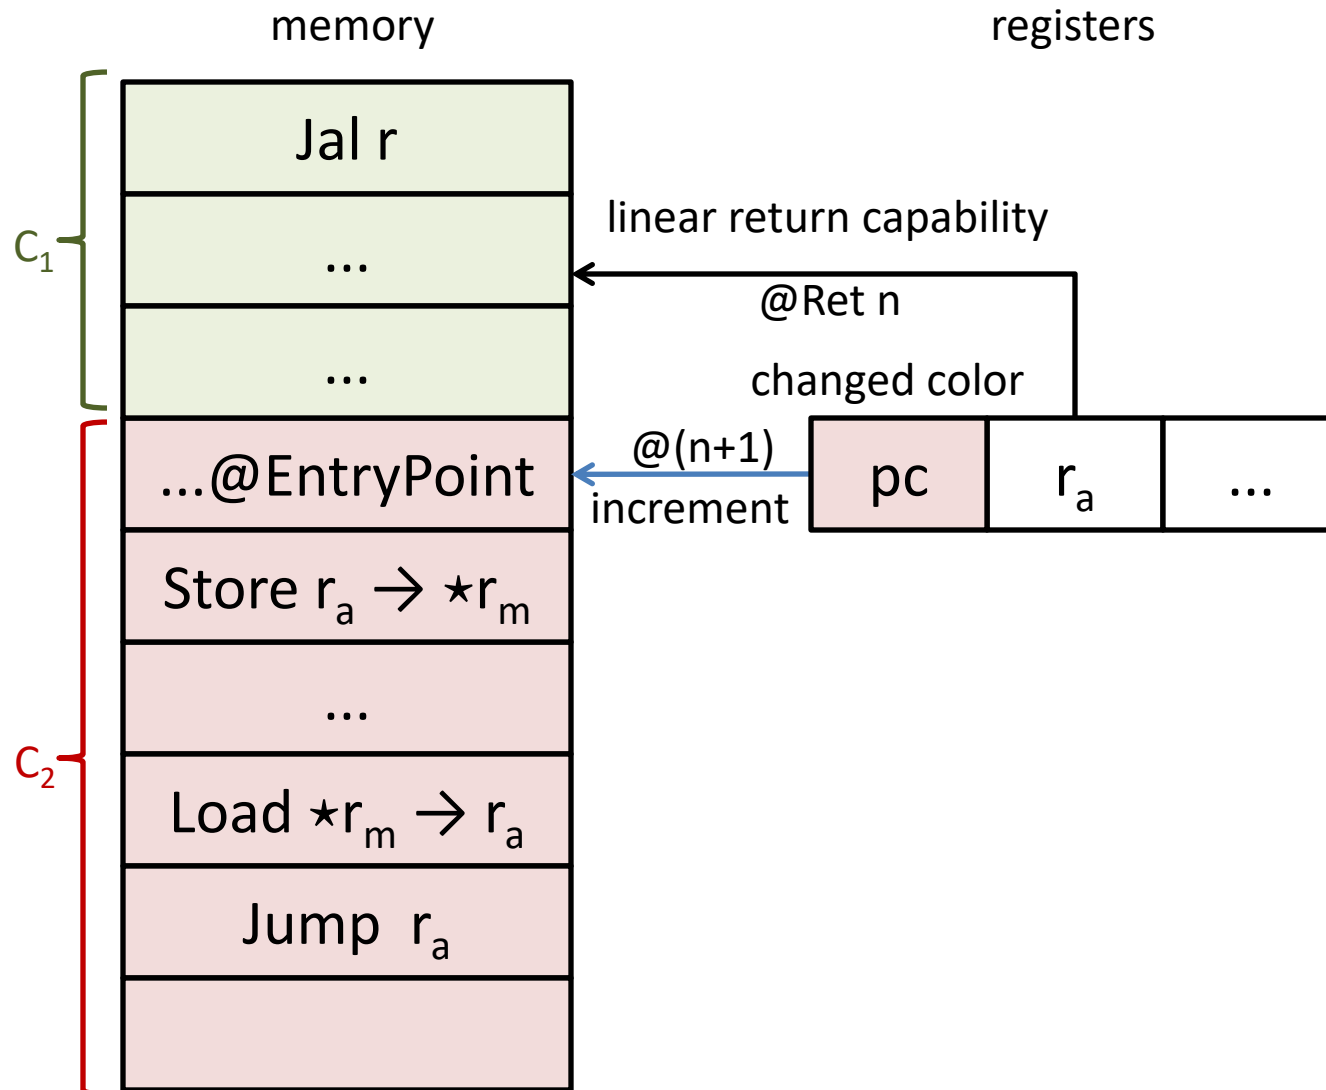 memory
registers
Jal r
linear return capability
C₁
...
@Ret n
...
changed color
...@EntryPoint
@(n+1)
increment
pc
rₐ
...
Store rₐ → ⋆rₘ
...
C₂
Load ⋆rₘ → rₐ
Jump rₐ